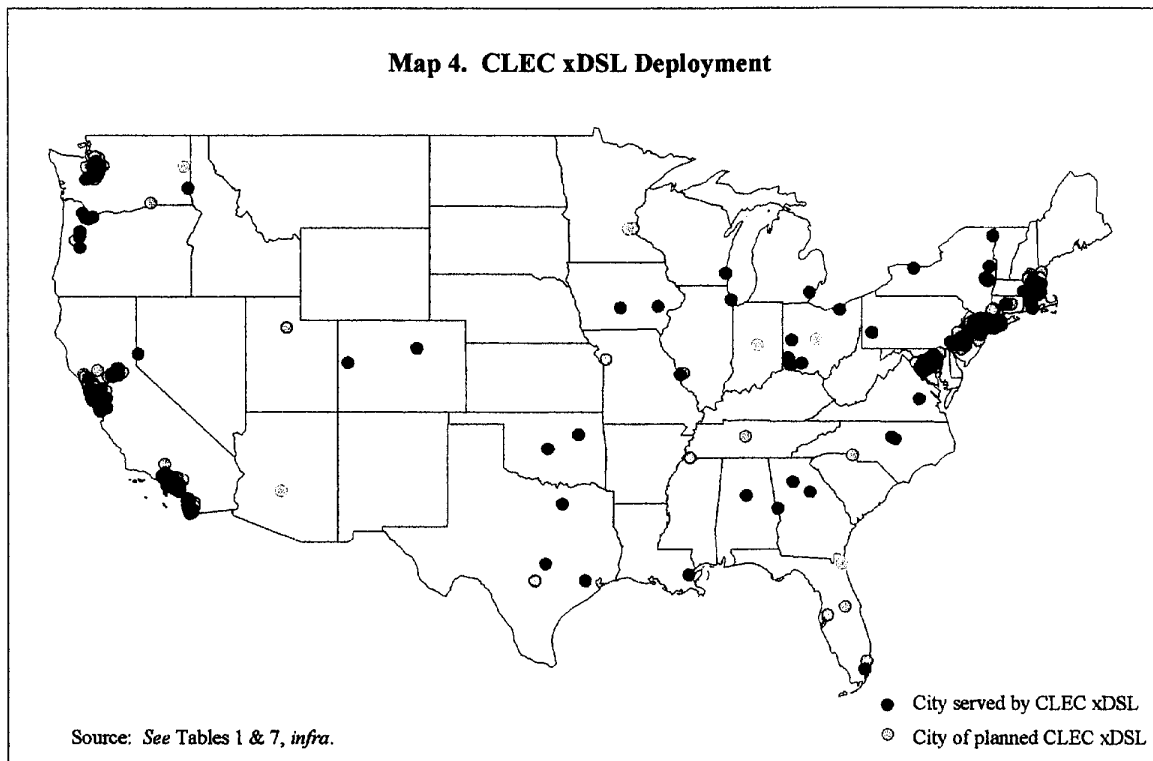 Map 4. CLEC xDSL Deployment
City served by CLEC xDSL
Source: See Tables 1 & 7, infra.
City of planned CLEC xDSL